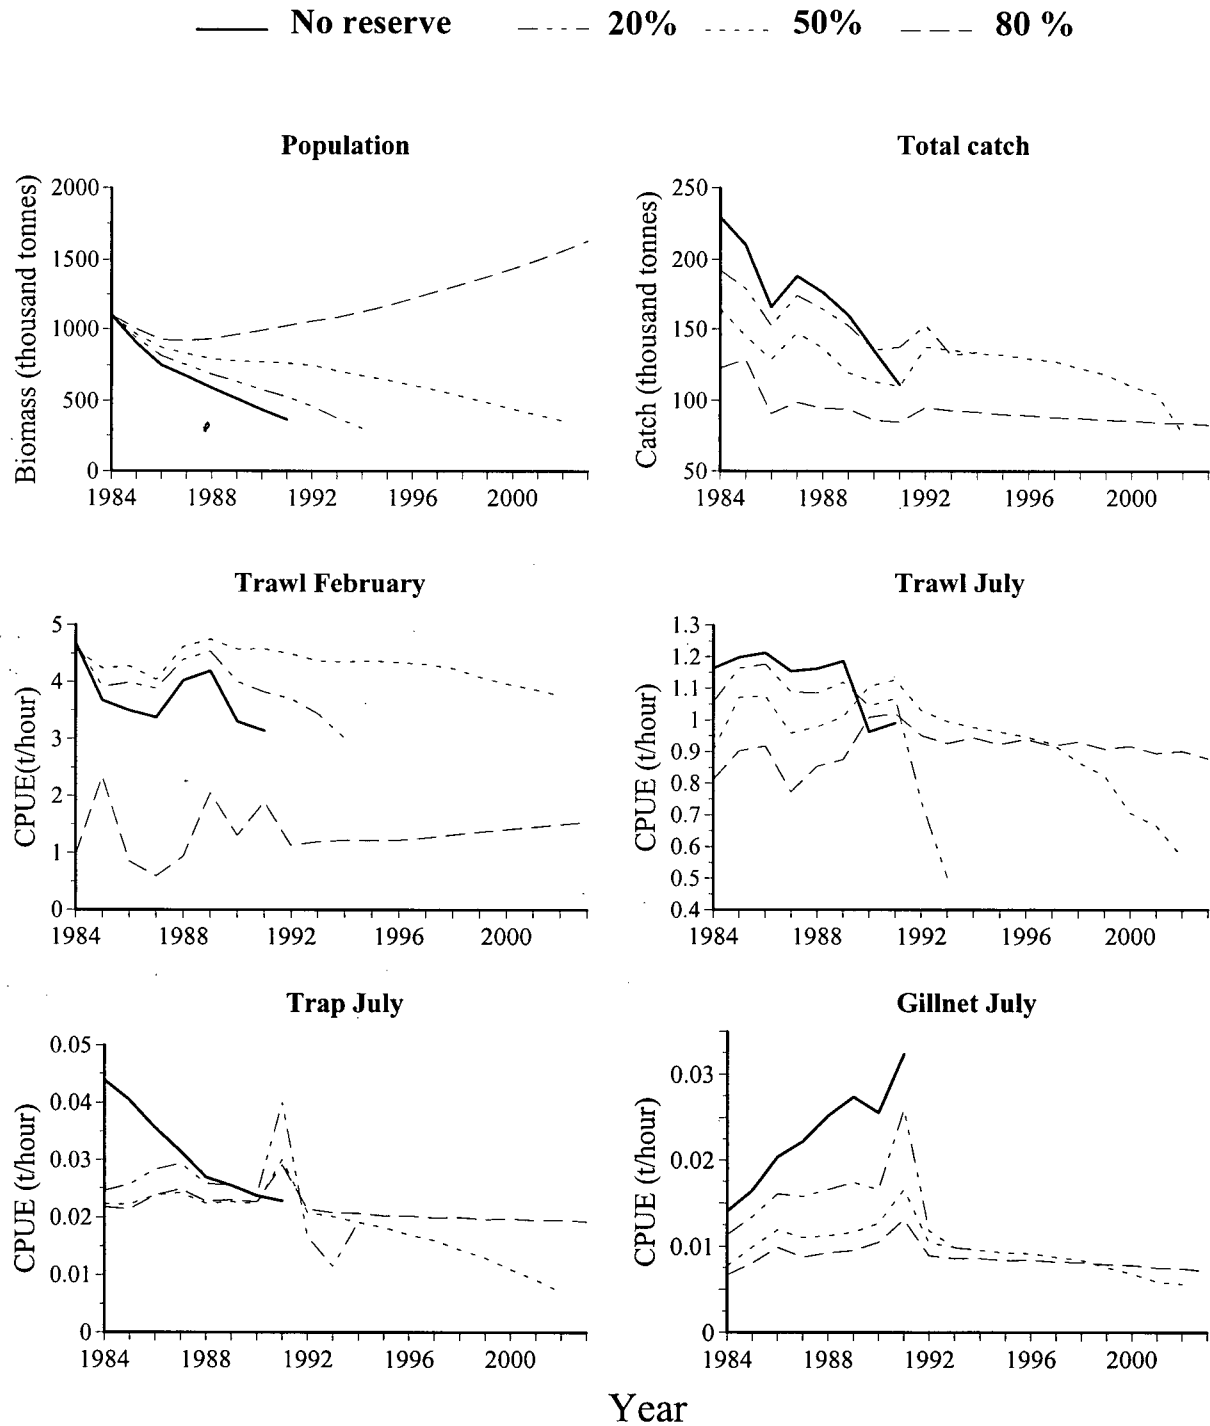 No reserve 20% 50% 80 %
Population
Biomass (thousand tonnes)
2000
1500
1000
500
0
1984 1988 1992 1996 2000
Total catch
Catch (thousand tonnes)
250
200
150
100
50
1984 1988 1992 1996 2000
Trawl February
CPUE(t/hour)
5
4
3
2
1
0
1984 1988 1992 1996 2000
Trawl July
CPUE (t/hour)
1.3
1.2
1.1
1
0.9
0.8
0.7
0.6
0.5
0.4
1984 1988 1992 1996 2000
Trap July
CPUE (t/hour)
0.05
0.04
0.03
0.02
0.01
0
1984 1988 1992 1996 2000
Gillnet July
CPUE (t/hour)
0.03
0.02
0.01
0
1984 1988 1992 1996 2000
Year